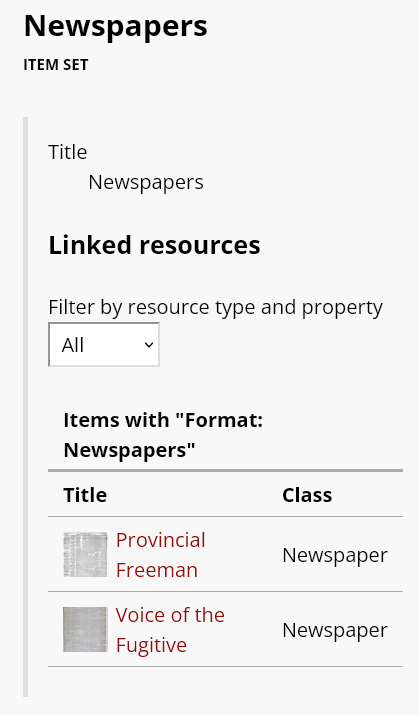 Newspapers
ITEM SET
Title
Newspapers
Linked resources
Filter by resource type and property
All
Items with "Format:
Newspapers"
Title Class
Provincial
Freeman
Newspaper
Voice of the
Fugitive
Newspaper